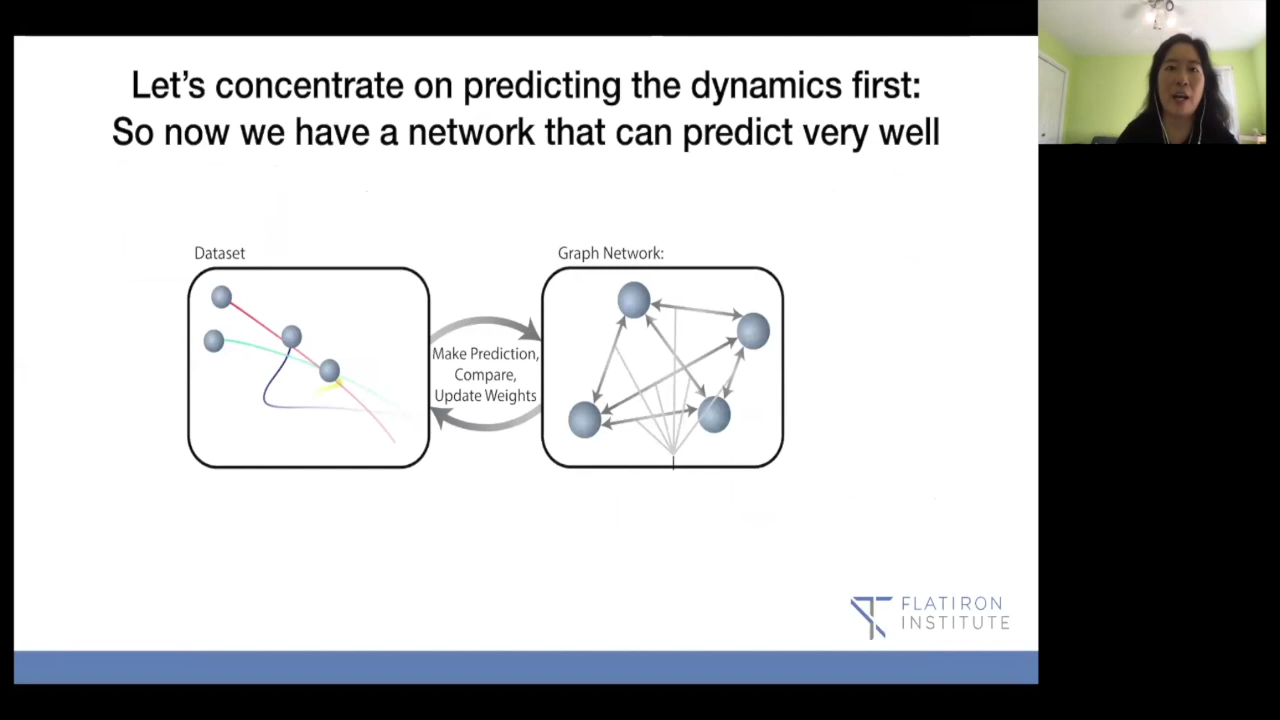 Let's concentrate on predicting the dynamics first:
So now we have a network that can predict very well
Dataset
Graph Network:
Make Prediction,
Compare,
Update Weights
FLATIRON
INSTITUTE